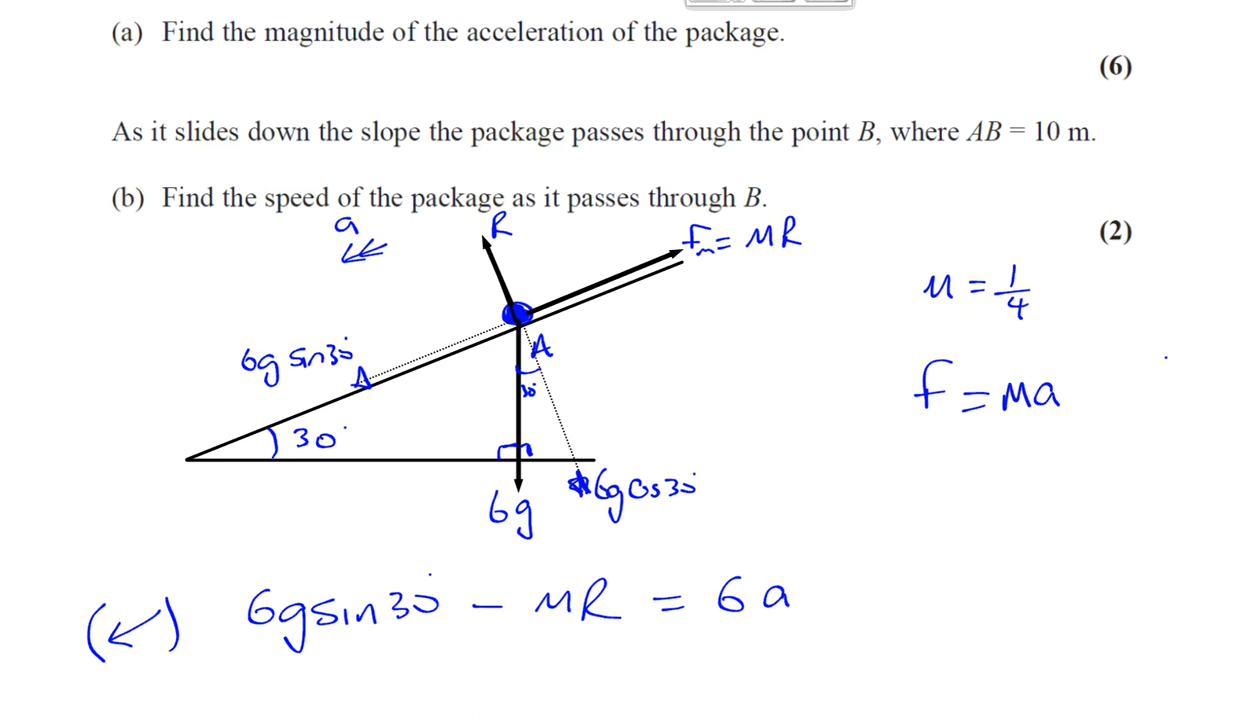 (a) Find the magnitude of the acceleration of the package.
(6)
As it slides down the slope the package passes through the point B, where AB = 10 m.
(b) Find the speed of the package as it passes through B.
(2)
a
R
Fm = μR
μ = 1/4
6g sin30°
A
30°
F = ma
30°
6g cos30°
6g
(↙) 6g sin30° − μR = 6a